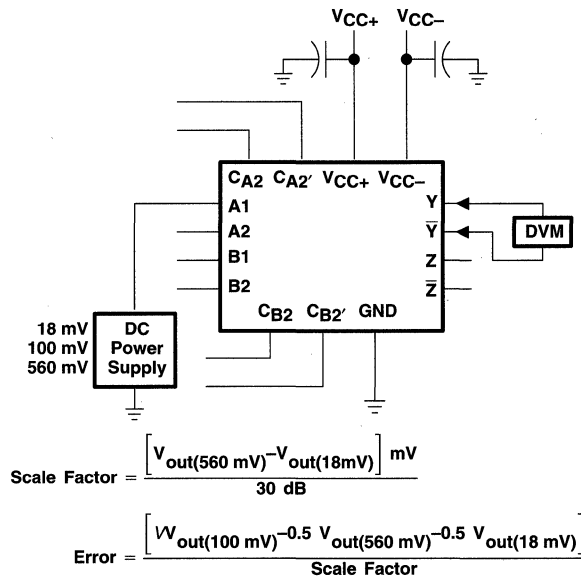 VCC+ VCC–
CA2 CA2′ VCC+ VCC–
A1 Y
A2 Y̅ DVM
B1 Z
B2 Z̅
CB2 CB2′ GND
18 mV DC
100 mV Power
560 mV Supply
Scale Factor = [Vout(560 mV)–Vout(18mV)] mV / 30 dB
Error = [VVout(100 mV)–0.5 Vout(560 mV)–0.5 Vout(18 mV)] / Scale Factor